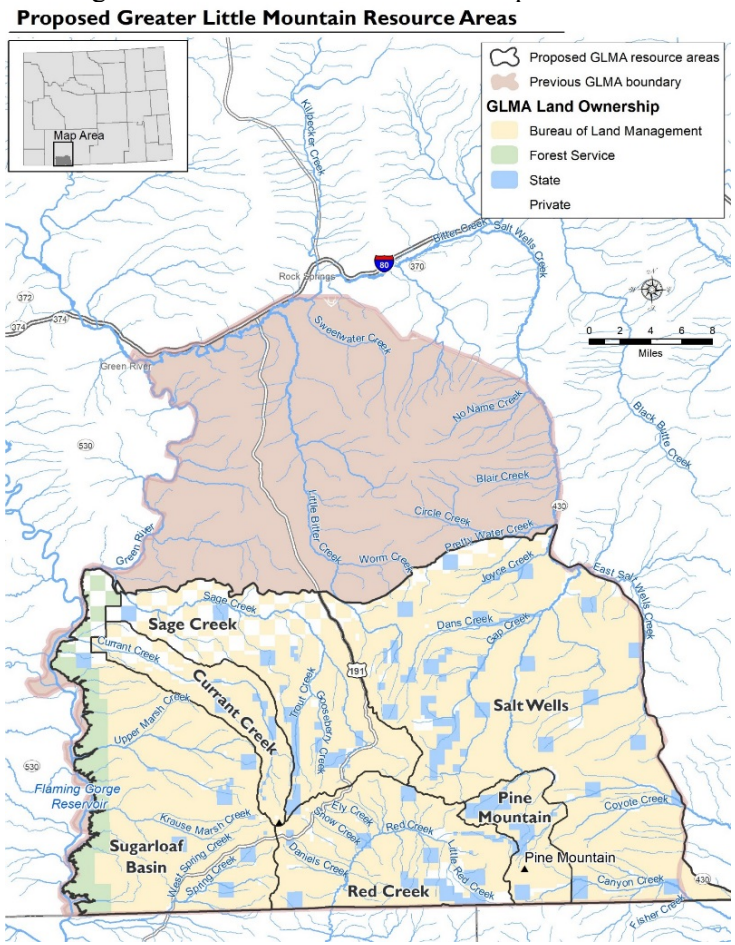 Proposed Greater Little Mountain Resource Areas
Map Area
Proposed GLMA resource areas
Previous GLMA boundary
GLMA Land Ownership
Bureau of Land Management
Forest Service
State
Private
Killpecker Creek
Bitter Creek
Salt Wells Creek
80
370
Rock Springs
372
374
374
Green River
Sweetwater Creek
0 2 4 6 8
Miles
No Name Creek
Black Butte Creek
530
Blair Creek
Little Bitter Creek
Circle Creek
430
Green River
Pretty Water Creek
Worm Creek
Joyce Creek
East Salt Wells Creek
Sage Creek
Sage Creek
Dans Creek
Gap Creek
Currant Creek
Currant Creek
191
Trout Creek
Gooseberry Creek
Salt Wells
Upper Marsh Creek
530
Flaming Gorge
Reservoir
Pine
Mountain
Coyote Creek
Krause Marsh Creek
Ely Creek
Show Creek
Red Creek
Sugarloaf
Basin
West Spring Creek
Spring Creek
Daniels Creek
Little Red Creek
Pine Mountain
Red Creek
Canyon Creek
430
Fisher Creek